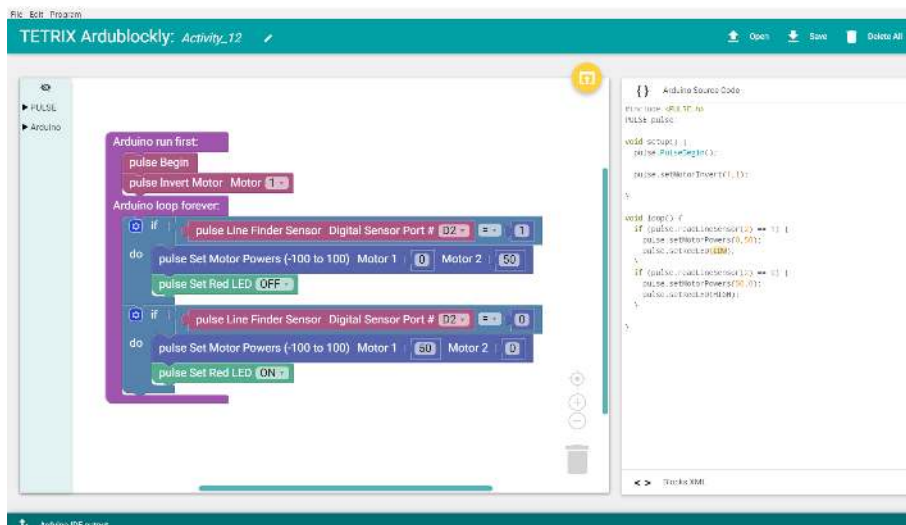 File Edit Program
TETRIX Ardublockly: Activity_12
Open Save Delete All
PULSE
Arduino
Arduino run first:
pulse Begin
pulse Invert Motor Motor 1
Arduino loop forever:
if pulse Line Finder Sensor Digital Sensor Port # D2 = 1
do pulse Set Motor Powers (-100 to 100) Motor 1 0 Motor 2 50
pulse Set Red LED OFF
if pulse Line Finder Sensor Digital Sensor Port # D2 = 0
do pulse Set Motor Powers (-100 to 100) Motor 1 50 Motor 2 0
pulse Set Red LED ON
{ } Arduino Source Code
#include <PULSE.h>
PULSE pulse
void setup() {
pulse.PulseBegin();
pulse.setMotorInvert(1,1);
}
void loop() {
if (pulse.readLineSensor(2) == 1) {
pulse.setMotorPowers(0,50);
pulse.setRedLED(LOW);
}
if (pulse.readLineSensor(2) == 0) {
pulse.setMotorPowers(50,0);
pulse.setRedLED(HIGH);
}
}
< > Blocks XML
Arduino IDE output